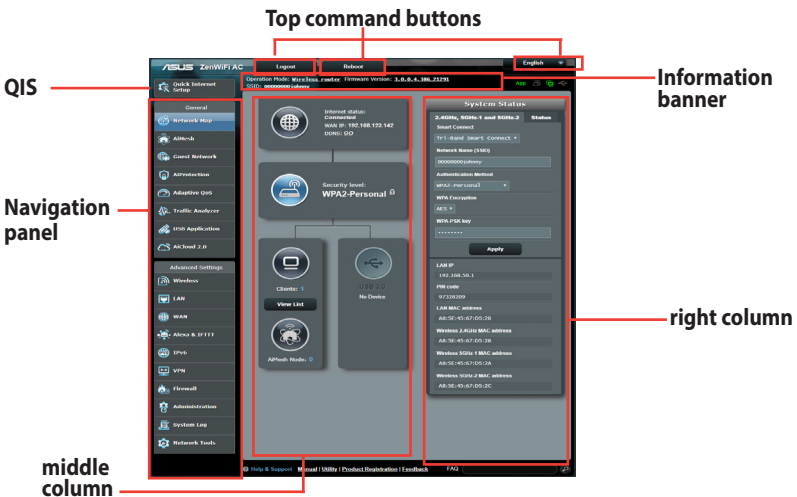 Top command buttons
/SUS ZenWiFi AC
Logout
Reboot
English
QIS
Quick Internet
Setup
Operation Mode: Wireless router Firmware Version: 3.0.0.4.386_21291
SSID: 00000000johnny
App
Information
banner
General
Network Map
AiMesh
Guest Network
AiProtection
Adaptive QoS
Traffic Analyzer
USB Application
AiCloud 2.0
Navigation
panel
Advanced Settings
Wireless
LAN
WAN
Alexa & IFTTT
IPv6
VPN
Firewall
Administration
System Log
Network Tools
Internet status:
Connected
WAN IP: 192.168.123.142
DDNS: GO
Security level:
WPA2-Personal
Clients: 1
View List
AiMesh Node: 0
USB 3.0
No Device
System Status
2.4GHz, 5GHz-1 and 5GHz-2
Status
Smart Connect
Tri-Band Smart Connect
Network Name (SSID)
00000000johnny
Authentication Method
WPA2-Personal
WPA Encryption
AES
WPA-PSK key
········
Apply
LAN IP
192.168.50.1
PIN code
97328209
LAN MAC address
A8:5E:45:67:D5:28
Wireless 2.4GHz MAC address
A8:5E:45:67:D5:28
Wireless 5GHz-1 MAC address
A8:5E:45:67:D5:2A
Wireless 5GHz-2 MAC address
A8:5E:45:67:D5:2C
right column
middle
column
Help & Support Manual | Utility | Product Registration | Feedback FAQ